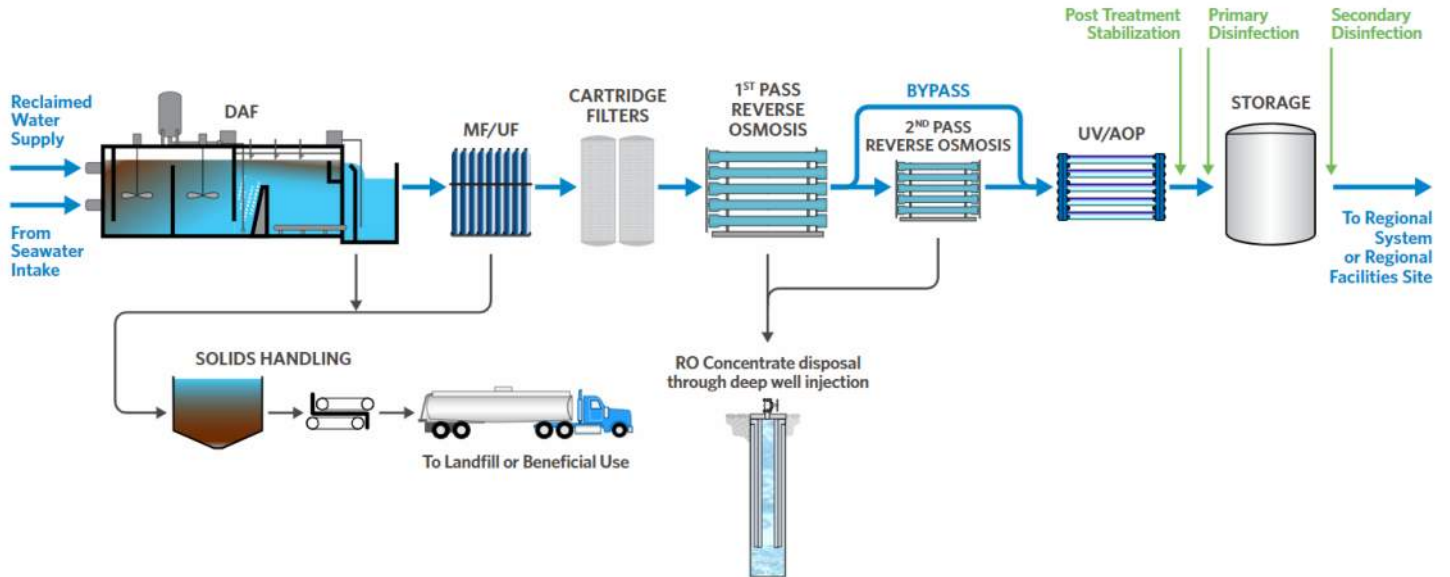 Reclaimed
Water
Supply
From
Seawater
Intake
DAF
MF/UF
CARTRIDGE
FILTERS
1ST PASS
REVERSE
OSMOSIS
BYPASS
2ND PASS
REVERSE OSMOSIS
UV/AOP
Post Treatment
Stabilization
Primary
Disinfection
Secondary
Disinfection
STORAGE
To Regional
System
or Regional
Facilities Site
SOLIDS HANDLING
To Landfill or Beneficial Use
RO Concentrate disposal
through deep well injection